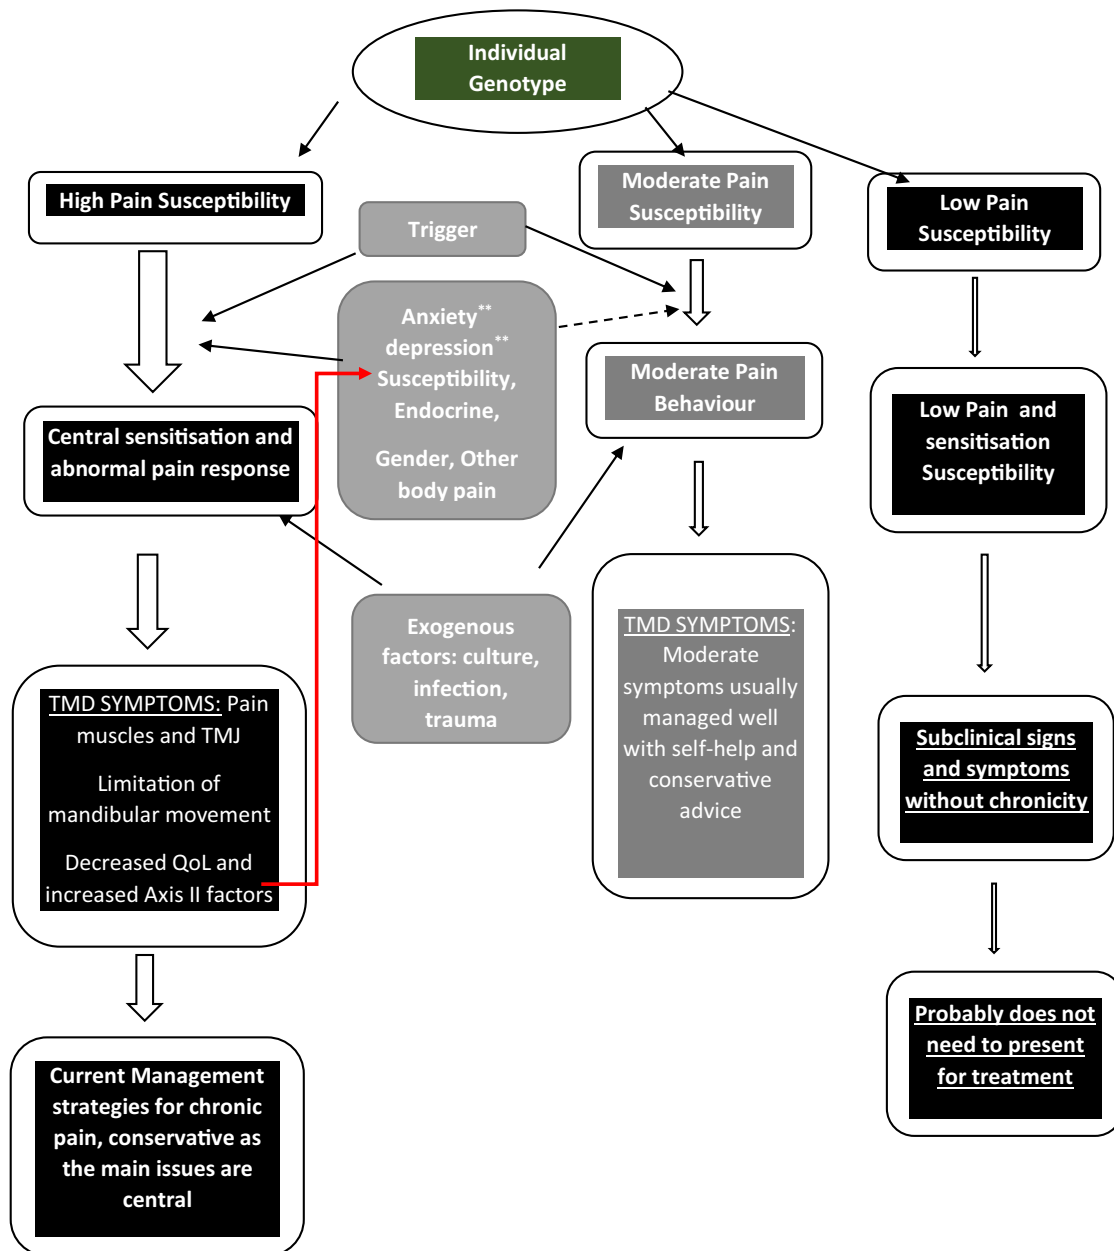 Individual
Genotype
High Pain Susceptibility
Moderate Pain
Susceptibility
Low Pain
Susceptibility
Trigger
Anxiety**
depression**
Susceptibility,
Endocrine,
Gender, Other
body pain
Moderate Pain
Behaviour
Low Pain and
sensitisation
Susceptibility
Central sensitisation and
abnormal pain response
Exogenous
factors: culture,
infection,
trauma
TMD SYMPTOMS:
Moderate
symptoms usually
managed well
with self-help and
conservative
advice
TMD SYMPTOMS: Pain
muscles and TMJ
Limitation of
mandibular movement
Decreased QoL and
increased Axis II factors
Subclinical signs
and symptoms
without chronicity
Probably does not
need to present
for treatment
Current Management
strategies for chronic
pain, conservative as
the main issues are
central